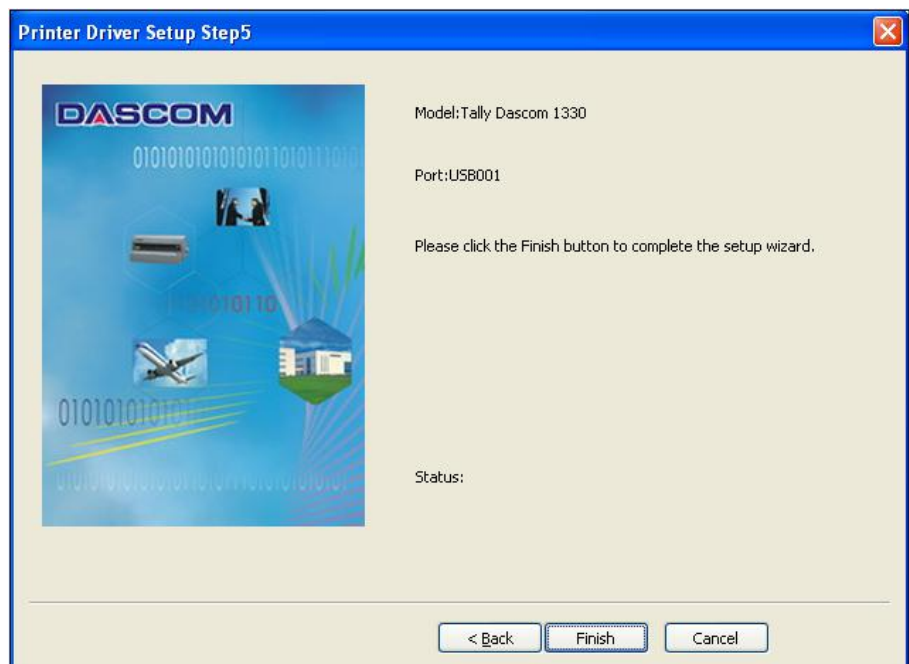 Printer Driver Setup Step5
DASCOM
Model:Tally Dascom 1330
Port:USB001
Please click the Finish button to complete the setup wizard.
Status:
< Back
Finish
Cancel